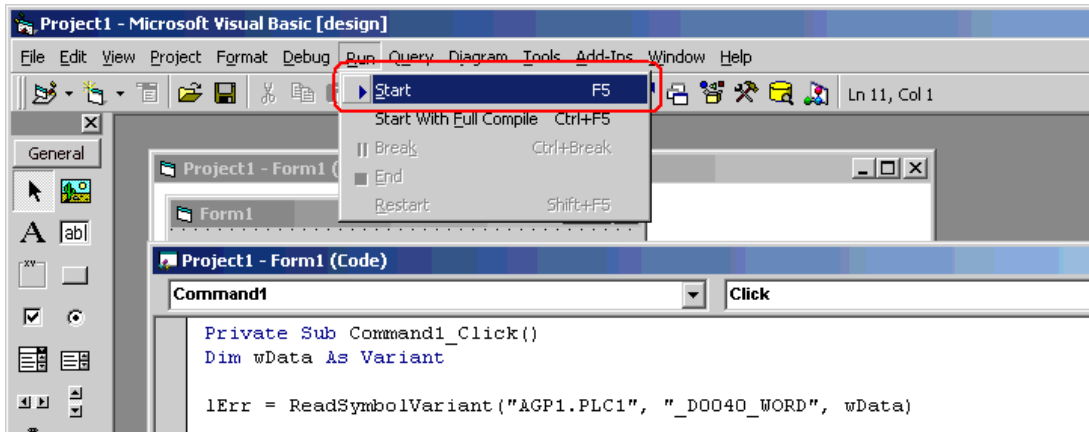 Project1 - Microsoft Visual Basic [design]
File Edit View Project Format Debug Run Query Diagram Tools Add-Ins Window Help
Start F5
Ln 11, Col 1
Start With Full Compile Ctrl+F5
General
Break Ctrl+Break
Project1 - Form1 (
End
Restart Shift+F5
Form1
A ab|
Project1 - Form1 (Code)
xv
Command1 Click
Private Sub Command1_Click()
Dim wData As Variant
lErr = ReadSymbolVariant("AGP1.PLC1", "_D0040_WORD", wData)